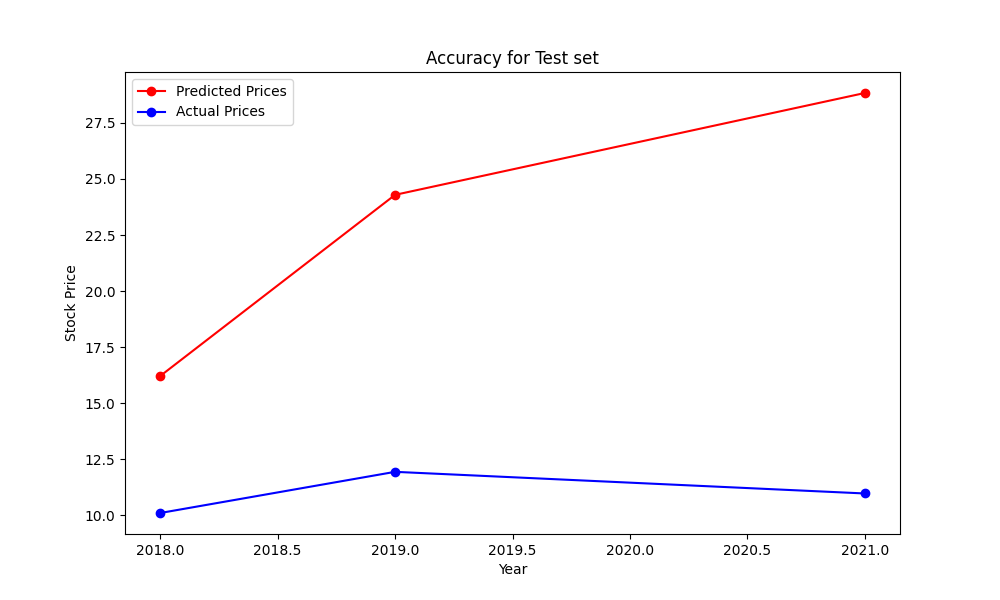 Accuracy for Test set
Predicted Prices
Actual Prices
27.5
25.0
22.5
20.0
17.5
15.0
12.5
10.0
Stock Price
2018.0 2018.5 2019.0 2019.5 2020.0 2020.5 2021.0
Year